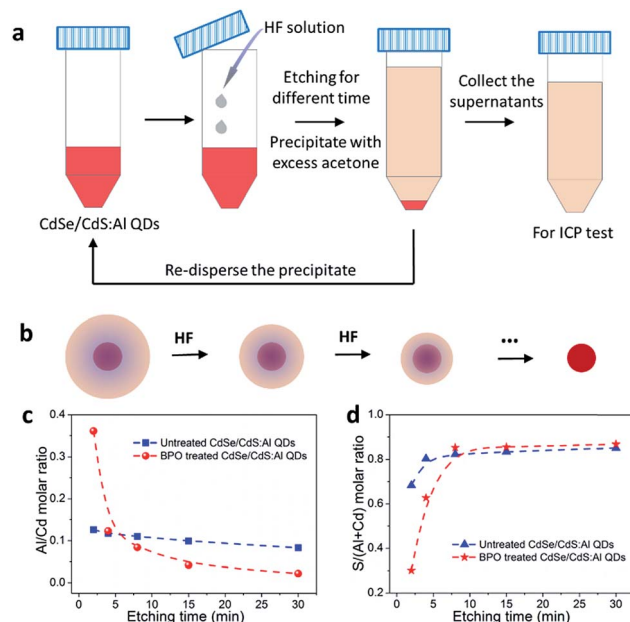 a
HF solution
Etching for
different time
Precipitate with
excess acetone
Collect the
supernatants
CdSe/CdS:Al QDs
For ICP test
Re-disperse the precipitate
b
HF
HF
...
c
0.4
0.3
0.2
0.1
0.0
Al/Cd molar ratio
Untreated CdSe/CdS:Al QDs
BPO treated CdSe/CdS:Al QDs
0 5 10 15 20 25 30
Etching time (min)
d
1.0
0.8
0.6
0.4
0.2
S/(Al+Cd) molar ratio
Untreated CdSe/CdS:Al QDs
BPO treated CdSe/CdS:Al QDs
0 5 10 15 20 25 30
Etching time (min)